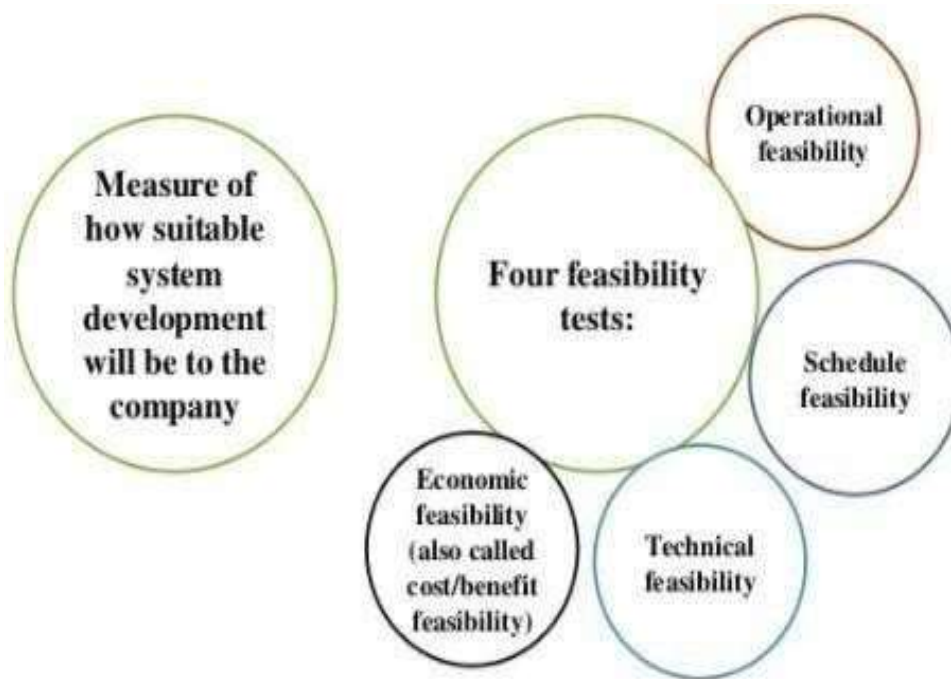 Measure of
how suitable
system
development
will be to the
company
Four feasibility
tests:
Operational
feasibility
Schedule
feasibility
Technical
feasibility
Economic
feasibility
(also called
cost/benefit
feasibility)